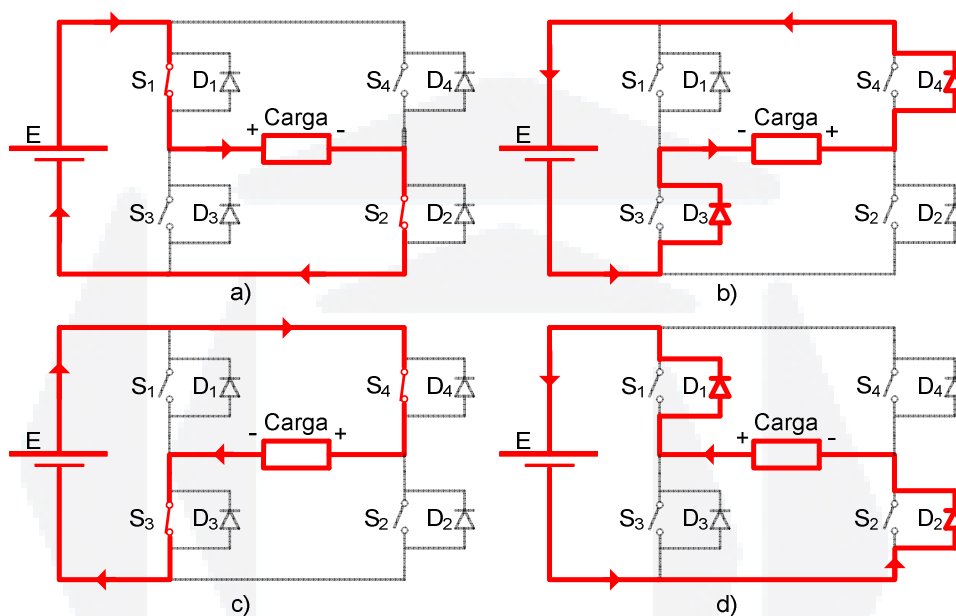 S1 D1 S4 D4
+ Carga -
E
S3 D3 S2 D2
a)
S1 D1 S4 D4
- Carga +
E
S3 D3 S2 D2
b)
S1 D1 S4 D4
- Carga +
E
S3 D3 S2 D2
c)
S1 D1 S4 D4
+ Carga -
E
S3 D3 S2 D2
d)